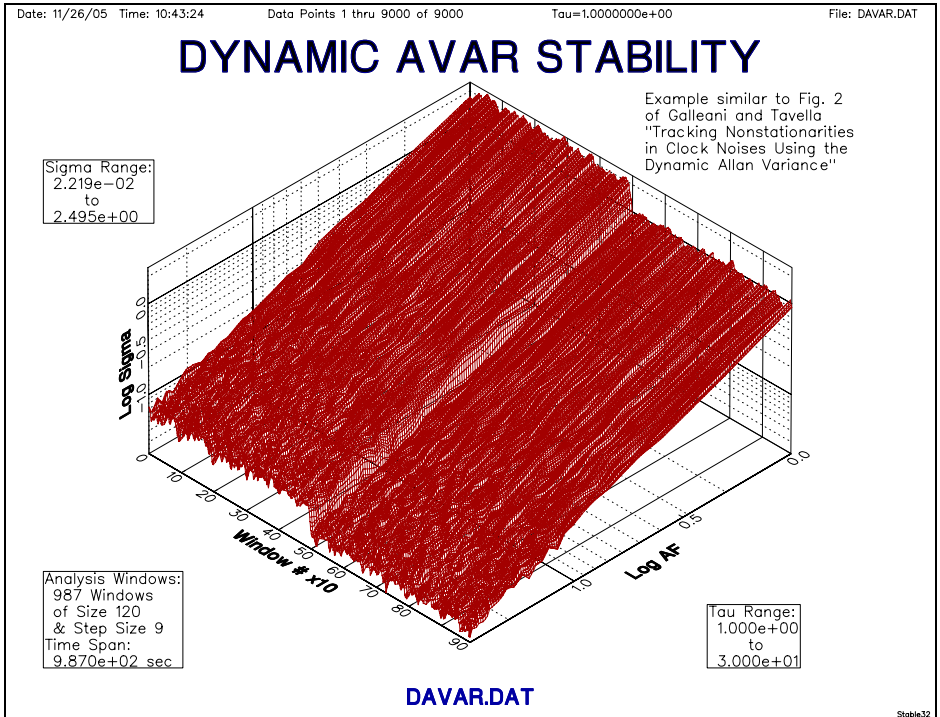 Date: 11/26/05 Time: 10:43:24 Data Points 1 thru 9000 of 9000 Tau=1.0000000e+00 File: DAVAR.DAT
DYNAMIC AVAR STABILITY
Example similar to Fig. 2
of Galleani and Tavella
"Tracking Nonstationarities
in Clock Noises Using the
Dynamic Allan Variance"
Sigma Range:
2.219e-02
to
2.495e+00
Log Sigma
0.0
0.0
-0.5
-1.0
0
10
20
30
40
50
60
70
80
90
Window # x10
1.0
0.5
0.0
Log AF
Analysis Windows:
987 Windows
of Size 120
& Step Size 9
Time Span:
9.870e+02 sec
Tau Range:
1.000e+00
to
3.000e+01
DAVAR.DAT
Stable32